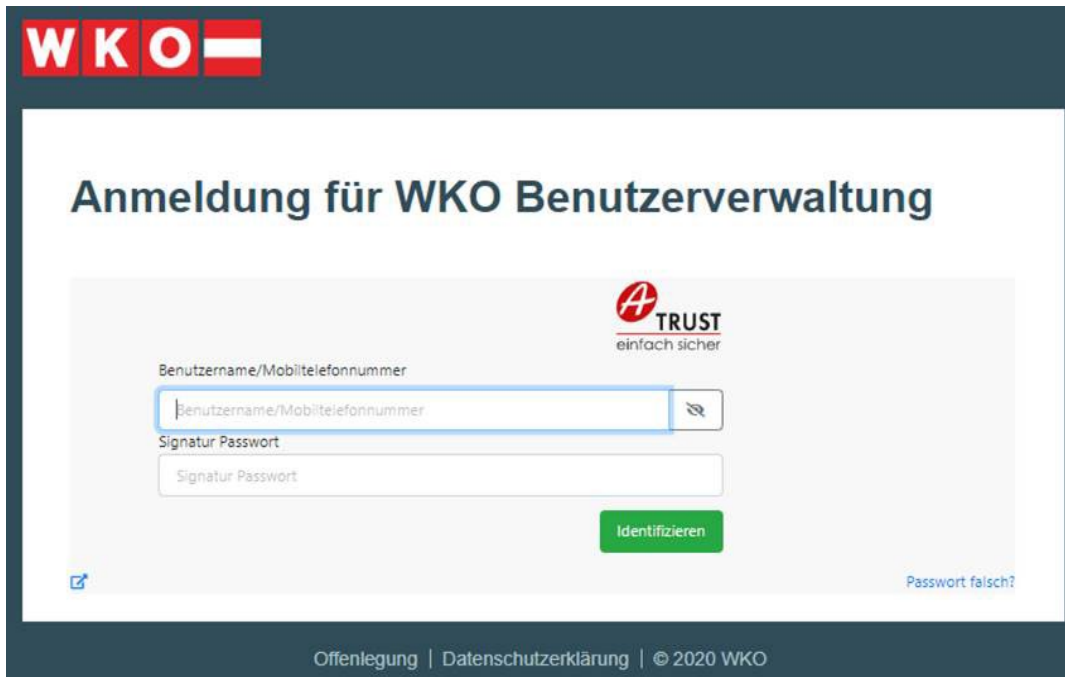 WKO
Anmeldung für WKO Benutzerverwaltung
A TRUST
einfach sicher
Benutzername/Mobiltelefonnummer
Benutzername/Mobiltelefonnummer
Signatur Passwort
Signatur Passwort
Identifizieren
Passwort falsch?
Offenlegung | Datenschutzerklärung | © 2020 WKO